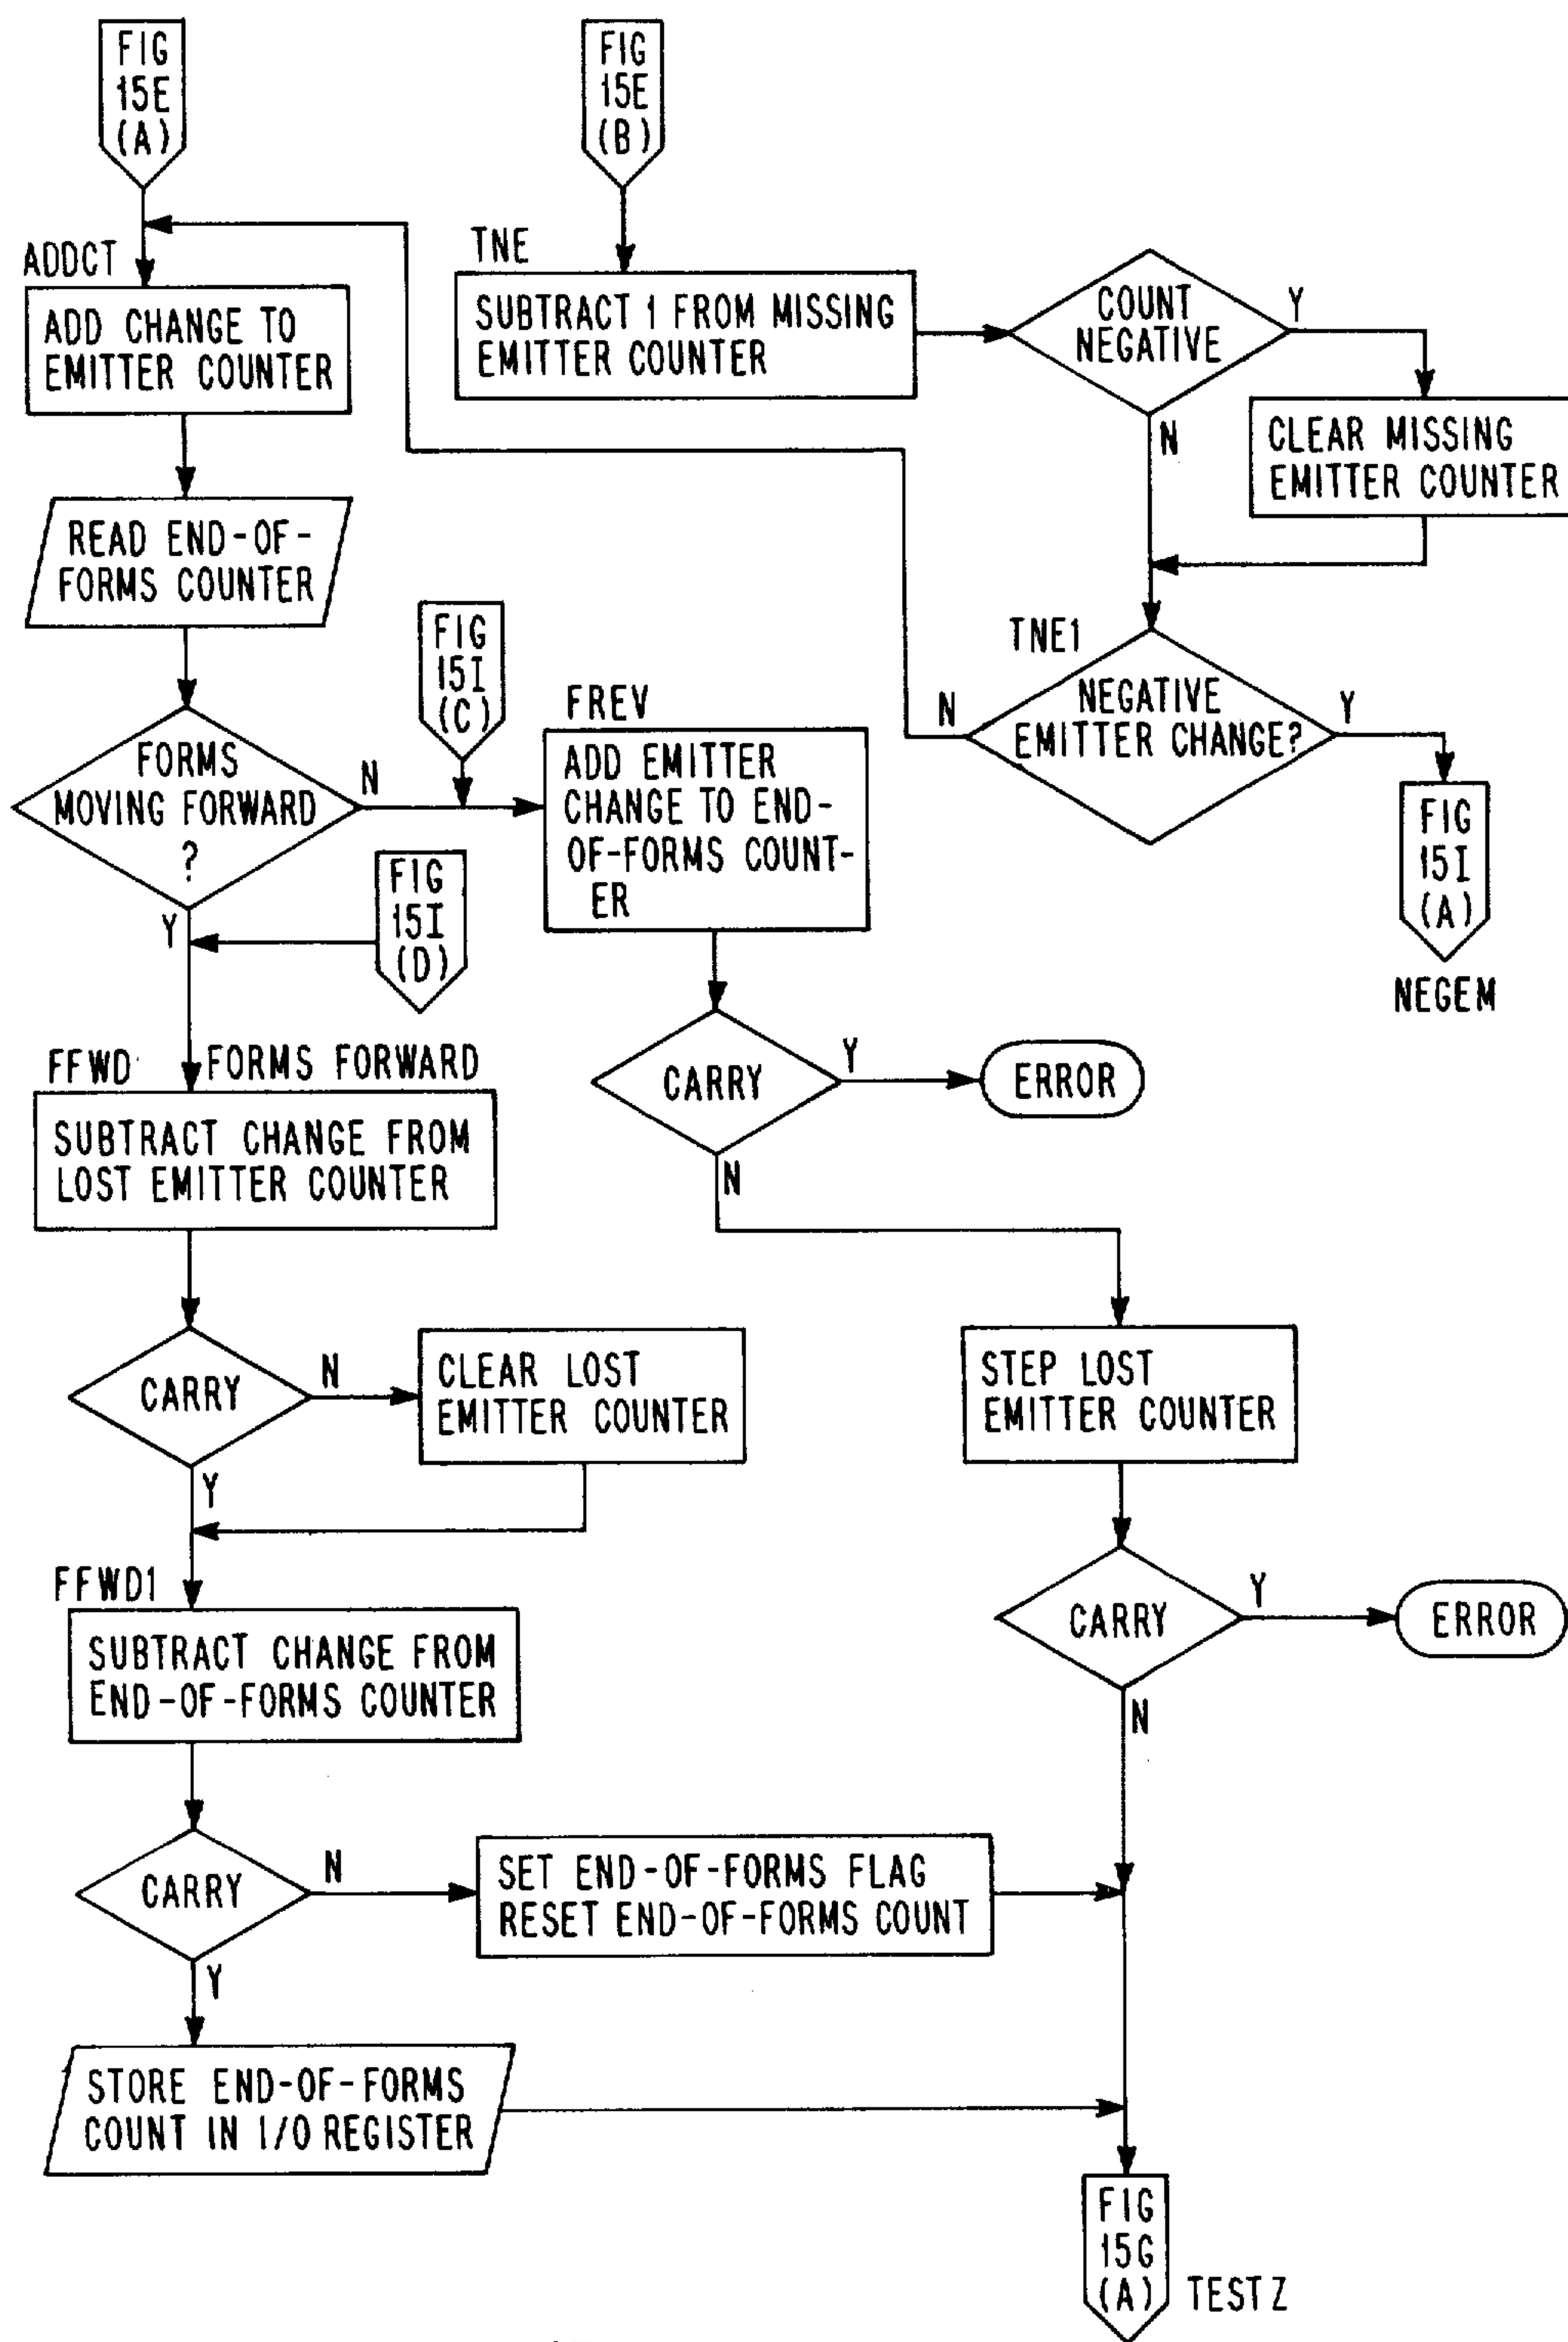 FIG
15E
(A)
FIG
15E
(B)
ADDCT
ADD CHANGE TO
EMITTER COUNTER
TNE
SUBTRACT 1 FROM MISSING
EMITTER COUNTER
COUNT
NEGATIVE
Y
N
CLEAR MISSING
EMITTER COUNTER
READ END-OF-
FORMS COUNTER
TNE1
NEGATIVE
EMITTER CHANGE?
N
Y
FIG
15I
(A)
NEGEM
FORMS
MOVING FORWARD
?
N
Y
FIG
15I
(C)
FREV
ADD EMITTER
CHANGE TO END-
OF-FORMS COUNT-
ER
FIG
15I
(D)
CARRY
Y
ERROR
N
FFWD
FORMS FORWARD
SUBTRACT CHANGE FROM
LOST EMITTER COUNTER
CARRY
N
Y
CLEAR LOST
EMITTER COUNTER
STEP LOST
EMITTER COUNTER
CARRY
Y
ERROR
N
FFWD1
SUBTRACT CHANGE FROM
END-OF-FORMS COUNTER
CARRY
N
Y
SET END-OF-FORMS FLAG
RESET END-OF-FORMS COUNT
STORE END-OF-FORMS
COUNT IN I/O REGISTER
FIG
15G
(A)
TESTZ